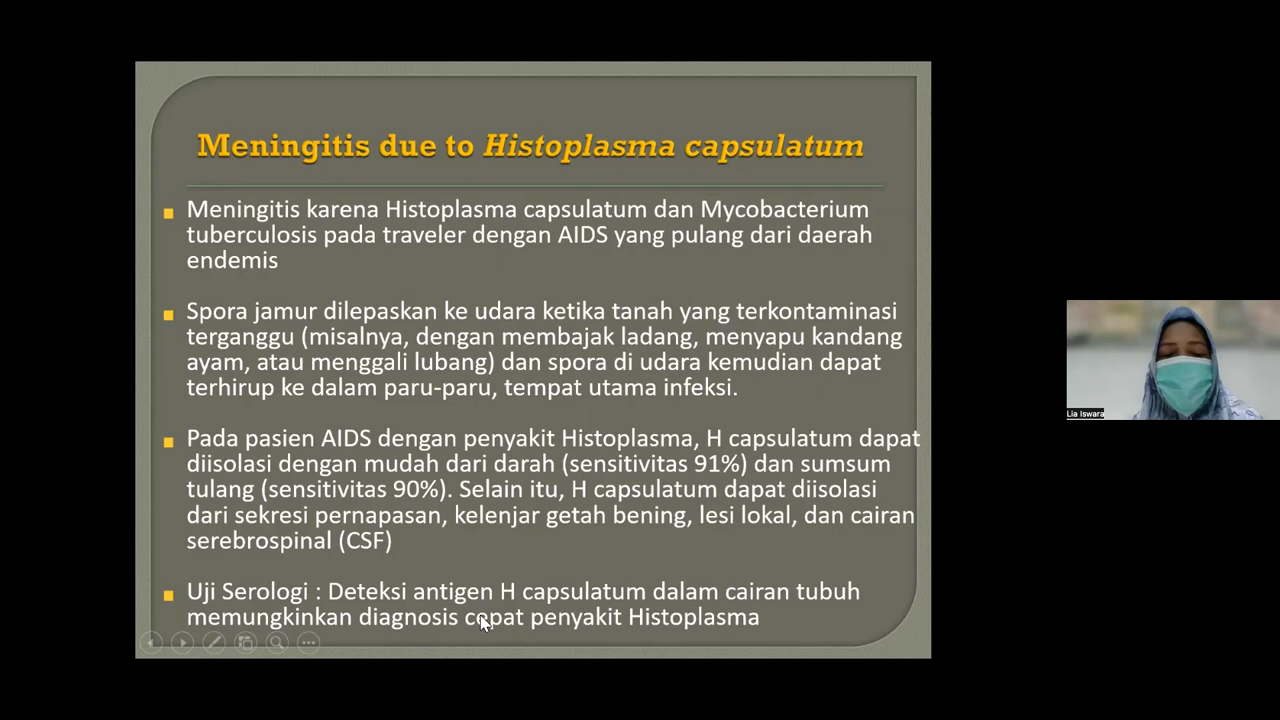 Meningitis due to Histoplasma capsulatum
Meningitis karena Histoplasma capsulatum dan Mycobacterium
tuberculosis pada traveler dengan AIDS yang pulang dari daerah
endemis
Spora jamur dilepaskan ke udara ketika tanah yang terkontaminasi
terganggu (misalnya, dengan membajak ladang, menyapu kandang
ayam, atau menggali lubang) dan spora di udara kemudian dapat
terhirup ke dalam paru-paru, tempat utama infeksi.
Pada pasien AIDS dengan penyakit Histoplasma, H capsulatum dapat
diisolasi dengan mudah dari darah (sensitivitas 91%) dan sumsum
tulang (sensitivitas 90%). Selain itu, H capsulatum dapat diisolasi
dari sekresi pernapasan, kelenjar getah bening, lesi lokal, dan cairan
serebrospinal (CSF)
Uji Serologi : Deteksi antigen H capsulatum dalam cairan tubuh
memungkinkan diagnosis cepat penyakit Histoplasma
Lia Iswara